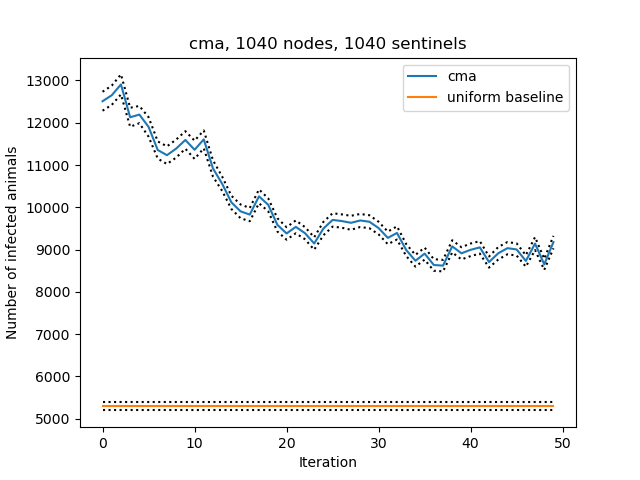 cma, 1040 nodes, 1040 sentinels
cma
uniform baseline
Number of infected animals
13000
12000
11000
10000
9000
8000
7000
6000
5000
0 10 20 30 40 50
Iteration